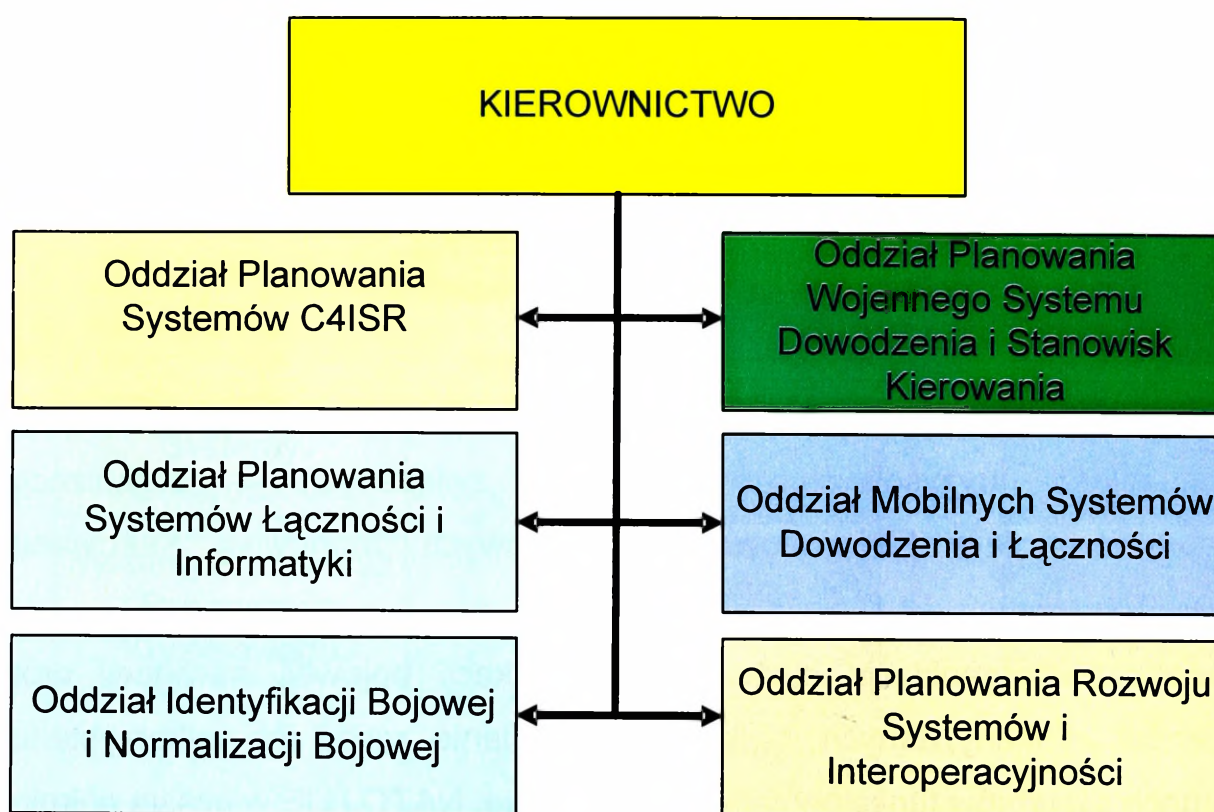 KIEROWNICTWO
Oddział Planowania
Systemów C4ISR
Oddział Planowania
Wojennego Systemu
Dowodzenia i Stanowisk
Kierowania
Oddział Planowania
Systemów Łączności i
Informatyki
Oddział Mobilnych Systemów
Dowodzenia i Łączności
Oddział Identyfikacji Bojowej
i Normalizacji Bojowej
Oddział Planowania Rozwoju
Systemów i
Interoperacyjności